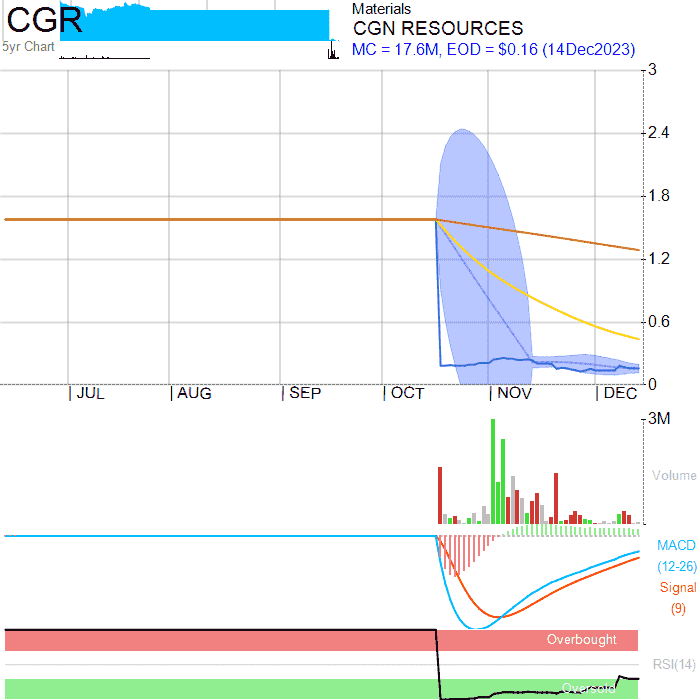 CGR
5yr Chart
Materials
CGN RESOURCES
MC = 17.6M, EOD = $0.16 (14Dec2023)
3
2.4
1.8
1.2
0.6
0
JUL
AUG
SEP
OCT
NOV
DEC
3M
Volume
MACD
(12-26)
Signal
(9)
Overbought
RSI(14)
Oversold